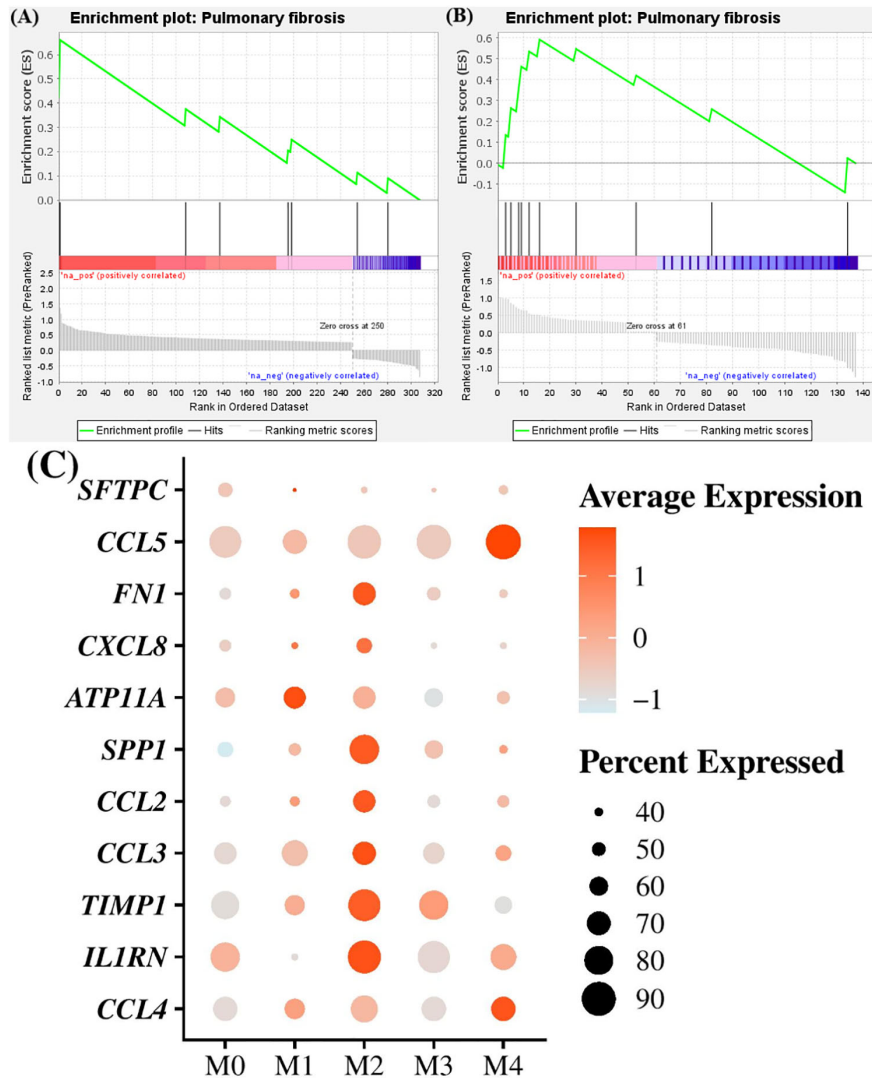 (A) Enrichment plot: Pulmonary fibrosis
Enrichment score (ES)
0.6
0.5
0.4
0.3
0.2
0.1
0.0
'na_pos' (positively correlated)
Ranked list metric (PreRanked)
2.5
2.0
1.5
1.0
0.5
0.0
-0.5
-1.0
Zero cross at 250
'na_neg' (negatively correlated)
0 20 40 60 80 100 120 140 160 180 200 220 240 260 280 300 320
Rank in Ordered Dataset
Enrichment profile Hits Ranking metric scores
(B) Enrichment plot: Pulmonary fibrosis
Enrichment score (ES)
0.6
0.5
0.4
0.3
0.2
0.1
0.0
-0.1
'na_pos' (positively correlated)
Ranked list metric (PreRanked)
1.5
1.0
0.5
0.0
-0.5
-1.0
Zero cross at 61
'na_neg' (negatively correlated)
0 10 20 30 40 50 60 70 80 90 100 110 120 130 140
Rank in Ordered Dataset
Enrichment profile Hits Ranking metric scores
(C)
SFTPC
CCL5
FN1
CXCL8
ATP11A
SPP1
CCL2
CCL3
TIMP1
IL1RN
CCL4
M0 M1 M2 M3 M4
Average Expression
1
0
−1
Percent Expressed
40
50
60
70
80
90